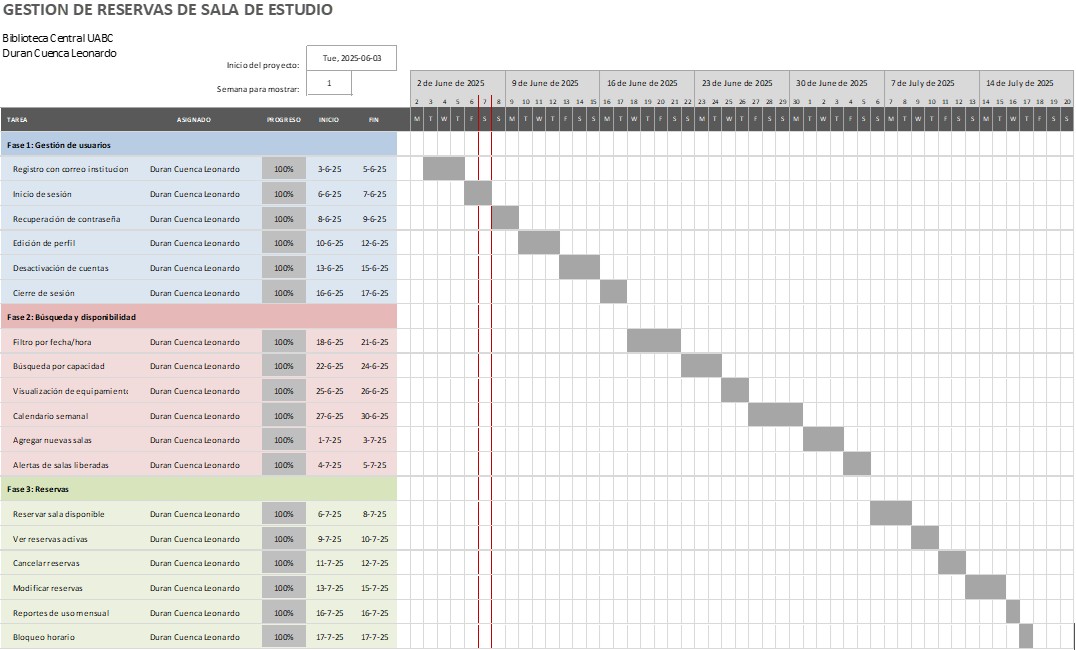 GESTION DE RESERVAS DE SALA DE ESTUDIO
Biblioteca Central UABC
Duran Cuenca Leonardo
Inicio del proyecto: Tue, 2025-06-03
Semana para mostrar: 1
2 de June de 2025 9 de June de 2025 16 de June de 2025 23 de June de 2025 30 de June de 2025 7 de July de 2025 14 de July de 2025
2 3 4 5 6 7 8 9 10 11 12 13 14 15 16 17 18 19 20 21 22 23 24 25 26 27 28 29 30 1 2 3 4 5 6 7 8 9 10 11 12 13 14 15 16 17 18 19 20
TAREA ASIGNADO PROGRESO INICIO FIN M T W T F S S M T W T F S S M T W T F S S M T W T F S S M T W T F S S M T W T F S S M T W T F S S
Fase 1: Gestión de usuarios
Registro con correo institucion Duran Cuenca Leonardo 100% 3-6-25 5-6-25
Inicio de sesión Duran Cuenca Leonardo 100% 6-6-25 7-6-25
Recuperación de contraseña Duran Cuenca Leonardo 100% 8-6-25 9-6-25
Edición de perfil Duran Cuenca Leonardo 100% 10-6-25 12-6-25
Desactivación de cuentas Duran Cuenca Leonardo 100% 13-6-25 15-6-25
Cierre de sesión Duran Cuenca Leonardo 100% 16-6-25 17-6-25
Fase 2: Búsqueda y disponibilidad
Filtro por fecha/hora Duran Cuenca Leonardo 100% 18-6-25 21-6-25
Búsqueda por capacidad Duran Cuenca Leonardo 100% 22-6-25 24-6-25
Visualización de equipamiento Duran Cuenca Leonardo 100% 25-6-25 26-6-25
Calendario semanal Duran Cuenca Leonardo 100% 27-6-25 30-6-25
Agregar nuevas salas Duran Cuenca Leonardo 100% 1-7-25 3-7-25
Alertas de salas liberadas Duran Cuenca Leonardo 100% 4-7-25 5-7-25
Fase 3: Reservas
Reservar sala disponible Duran Cuenca Leonardo 100% 6-7-25 8-7-25
Ver reservas activas Duran Cuenca Leonardo 100% 9-7-25 10-7-25
Cancelar reservas Duran Cuenca Leonardo 100% 11-7-25 12-7-25
Modificar reservas Duran Cuenca Leonardo 100% 13-7-25 15-7-25
Reportes de uso mensual Duran Cuenca Leonardo 100% 16-7-25 16-7-25
Bloqueo horario Duran Cuenca Leonardo 100% 17-7-25 17-7-25